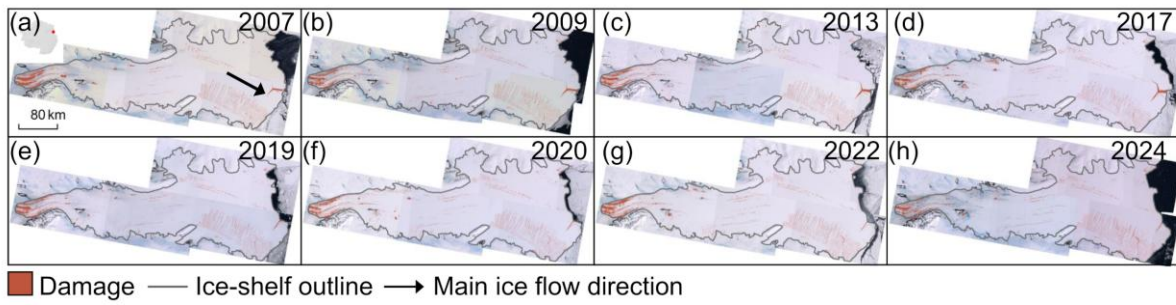 (a) 2007 (b) 2009 (c) 2013 (d) 2017
80 km
(e) 2019 (f) 2020 (g) 2022 (h) 2024
Damage Ice-shelf outline Main ice flow direction